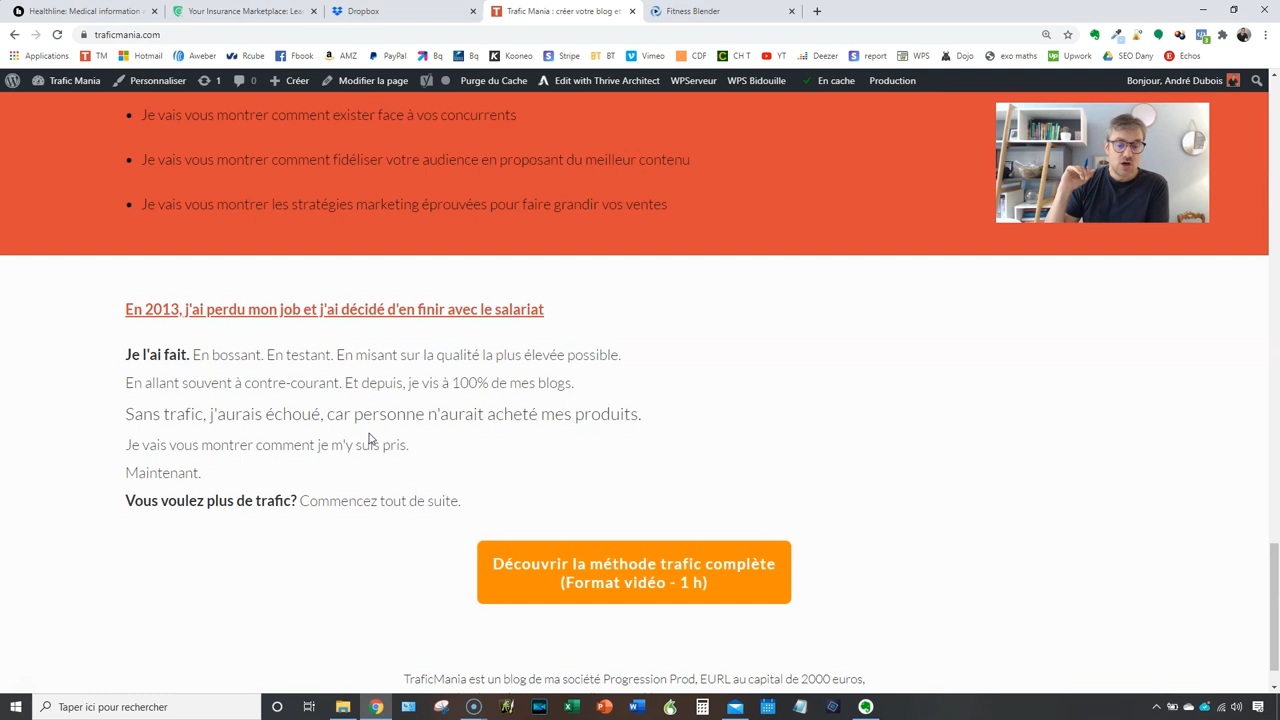 Healthline: Medical information
Your Insurance Marketplace: Lea
Dropbox
Trafic Mania : créer votre blog et
Fitness Blender
traficmania.com
Applications
TM
Hotmail
Aweber
Rcube
Fbook
AMZ
PayPal
Bq
Bq
Kooneo
Stripe
BT
Vimeo
CDF
CH T
YT
Deezer
report
WPS
Dojo
exo maths
Upwork
SEO Dany
Echos
Trafic Mania
Personnaliser
1
0
Créer
Modifier la page
Purge du Cache
Edit with Thrive Architect
WPServeur
WPS Bidouille
En cache
Production
Bonjour, André Dubois
Je vais vous montrer comment exister face à vos concurrents
Je vais vous montrer comment fidéliser votre audience en proposant du meilleur contenu
Je vais vous montrer les stratégies marketing éprouvées pour faire grandir vos ventes
En 2013, j'ai perdu mon job et j'ai décidé d'en finir avec le salariat
Je l'ai fait. En bossant. En testant. En misant sur la qualité la plus élevée possible.
En allant souvent à contre-courant. Et depuis, je vis à 100% de mes blogs.
Sans trafic, j'aurais échoué, car personne n'aurait acheté mes produits.
Je vais vous montrer comment je m'y suis pris.
Maintenant.
Vous voulez plus de trafic? Commencez tout de suite.
Découvrir la méthode trafic complète
(Format vidéo - 1 h)
TraficMania est un blog de ma société Progression Prod, EURL au capital de 2000 euros,
Taper ici pour rechercher